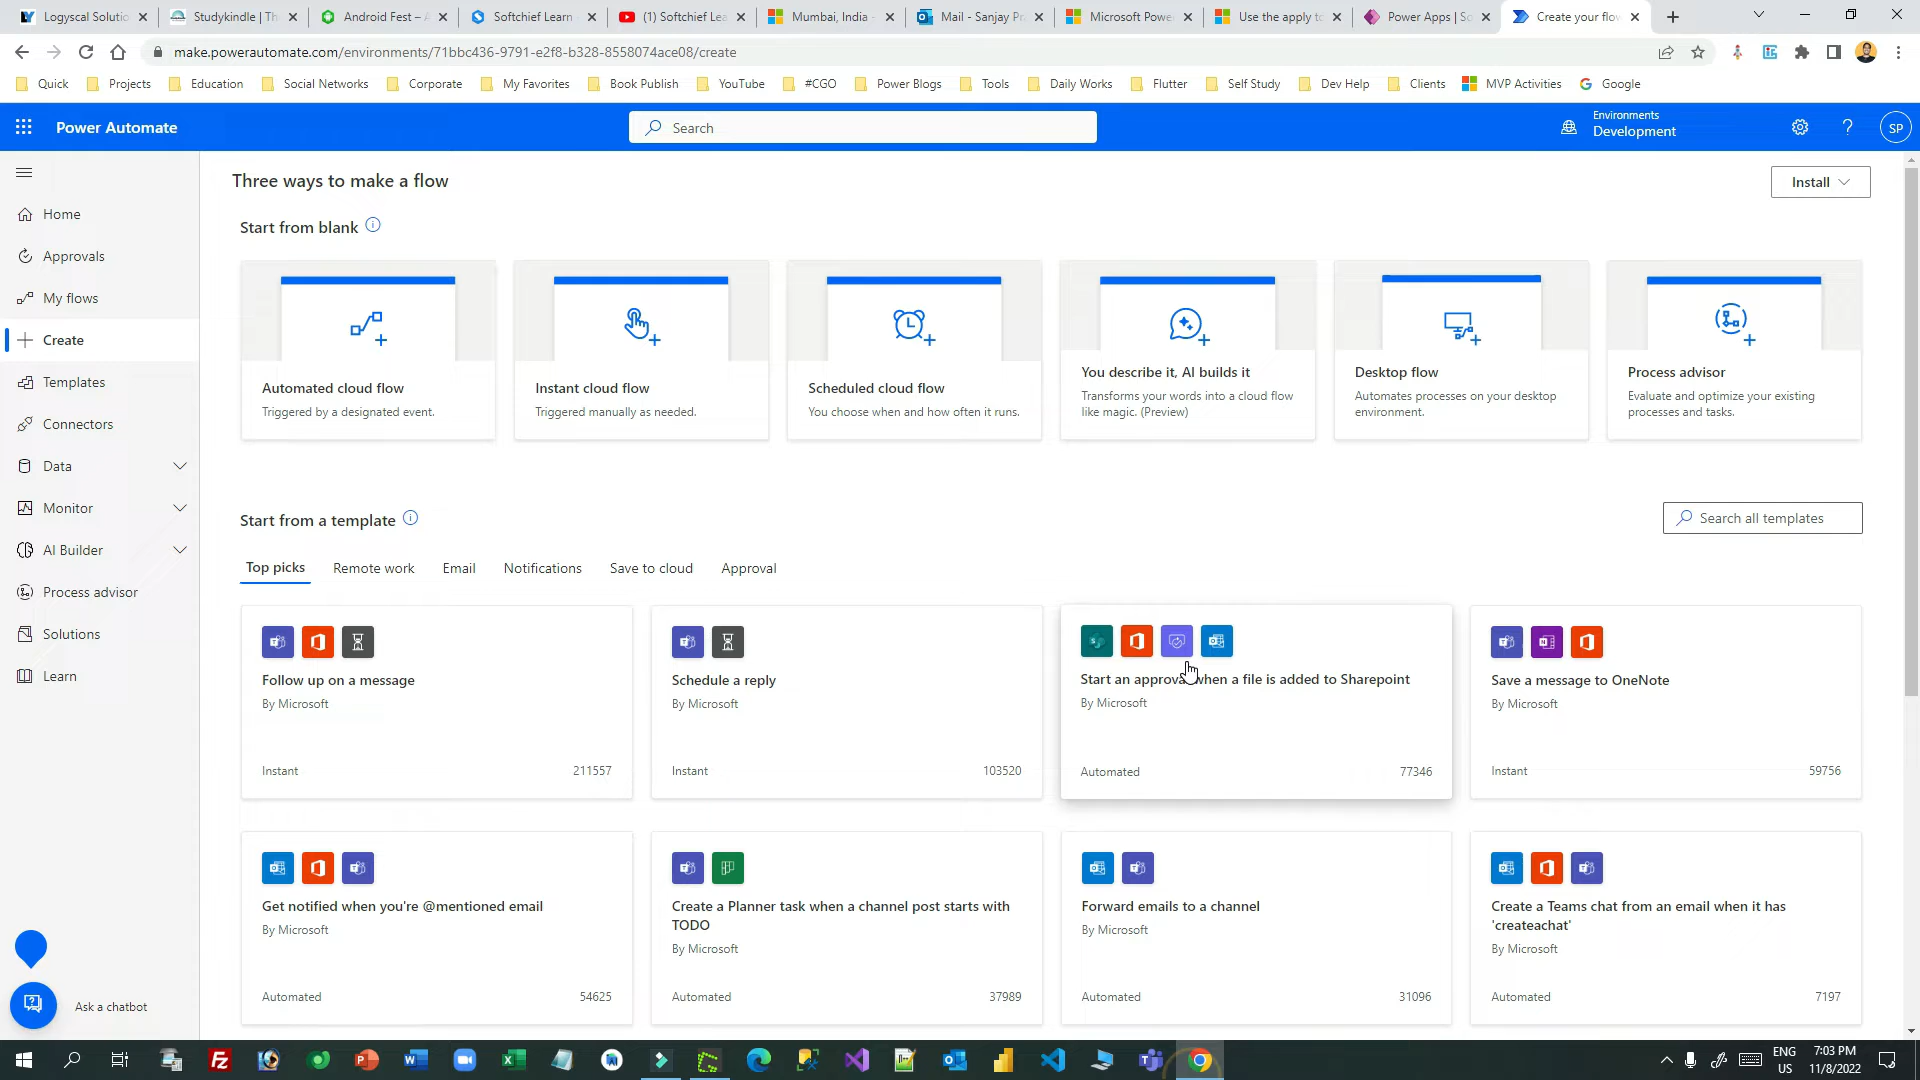 Logyscal Solutio
Studykindle | Th
Android Fest – A
Softchief Learn -
(1) Softchief Lea
Mumbai, India -
Mail - Sanjay Pr
Microsoft Powe
Use the apply to
Power Apps | So
Create your flow
make.powerautomate.com/environments/71bbc436-9791-e2f8-b328-8558074ace08/create
Quick
Projects
Education
Social Networks
Corporate
My Favorites
Book Publish
YouTube
#CGO
Power Blogs
Tools
Daily Works
Flutter
Self Study
Dev Help
Clients
MVP Activities
Google
Power Automate
Search
Environments
Development
SP
Home
Approvals
My flows
Create
Templates
Connectors
Data
Monitor
AI Builder
Process advisor
Solutions
Learn
Ask a chatbot
Three ways to make a flow
Install
Start from blank
Automated cloud flow
Triggered by a designated event.
Instant cloud flow
Triggered manually as needed.
Scheduled cloud flow
You choose when and how often it runs.
You describe it, AI builds it
Transforms your words into a cloud flow
like magic. (Preview)
Desktop flow
Automates processes on your desktop
environment.
Process advisor
Evaluate and optimize your existing
processes and tasks.
Start from a template
Search all templates
Top picks
Remote work
Email
Notifications
Save to cloud
Approval
Follow up on a message
By Microsoft
Instant
211557
Schedule a reply
By Microsoft
Instant
103520
Start an approval when a file is added to Sharepoint
By Microsoft
Automated
77346
Save a message to OneNote
By Microsoft
Instant
59756
Get notified when you're @mentioned email
By Microsoft
Automated
54625
Create a Planner task when a channel post starts with
TODO
By Microsoft
Automated
37989
Forward emails to a channel
By Microsoft
Automated
31096
Create a Teams chat from an email when it has
'createachat'
By Microsoft
Automated
7197
ENG
US
7:03 PM
11/8/2022